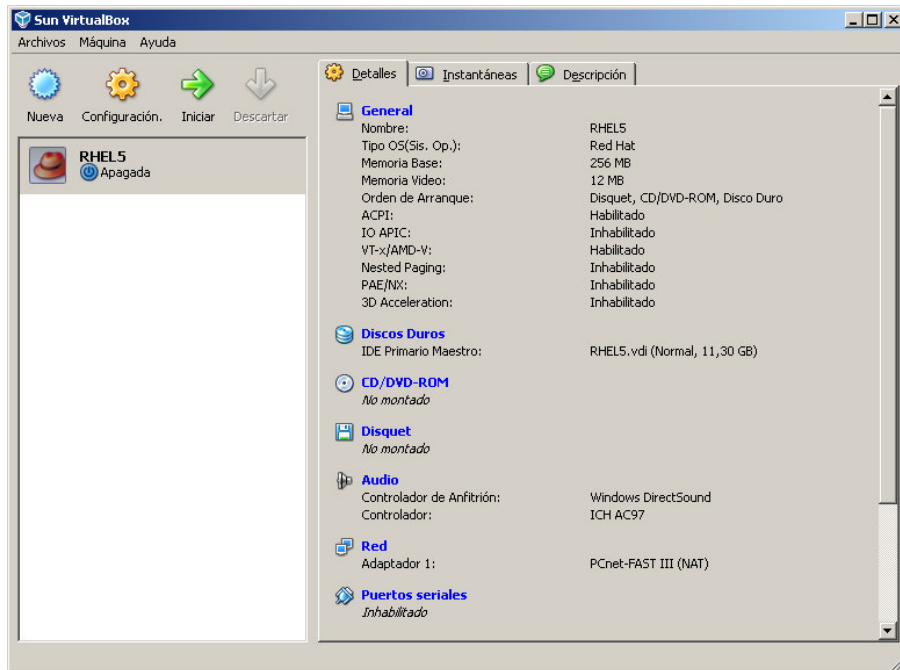 Sun VirtualBox
Archivos Máquina Ayuda
Nueva Configuración. Iniciar Descartar
RHEL5
Apagada
Detalles Instantáneas Descripción
General
Nombre: RHEL5
Tipo OS(Sis. Op.): Red Hat
Memoria Base: 256 MB
Memoria Video: 12 MB
Orden de Arranque: Disquet, CD/DVD-ROM, Disco Duro
ACPI: Habilitado
IO APIC: Inhabilitado
VT-x/AMD-V: Habilitado
Nested Paging: Inhabilitado
PAE/NX: Inhabilitado
3D Acceleration: Inhabilitado
Discos Duros
IDE Primario Maestro: RHEL5.vdi (Normal, 11,30 GB)
CD/DVD-ROM
No montado
Disquet
No montado
Audio
Controlador de Anfitrión: Windows DirectSound
Controlador: ICH AC97
Red
Adaptador 1: PCnet-FAST III (NAT)
Puertos seriales
Inhabilitado